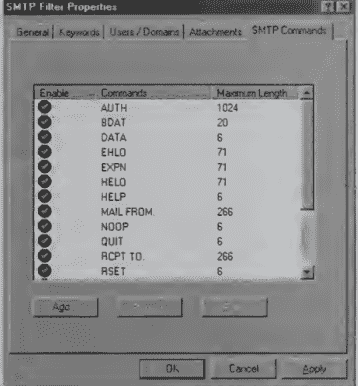 SMTP Filter Properties
General Keywords Users / Domains Attachments SMTP Commands
Enable Commands Maximum Length
AUTH 1024
BDAT 20
DATA 6
EHLO 71
EXPN 71
HELO 71
HELP 6
MAIL FROM: 266
NOOP 6
QUIT 6
RCPT TO: 266
RSET 6
Add
OK Cancel Apply